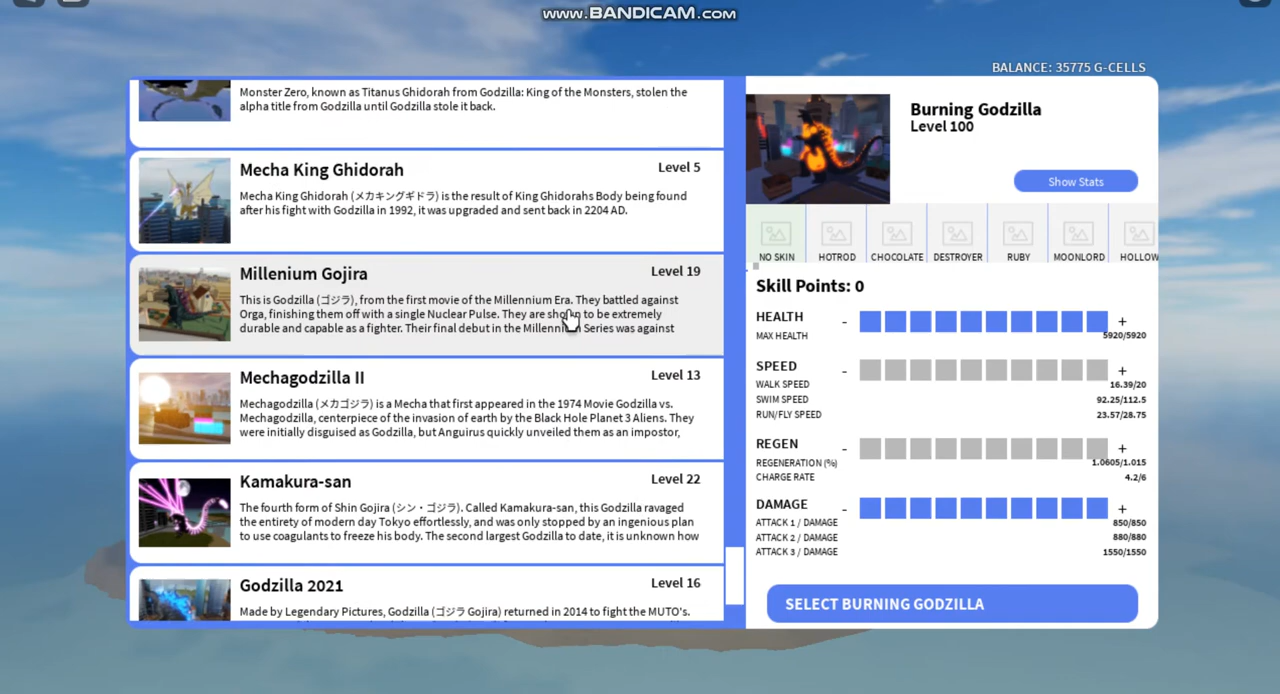 www.BANDICAM.com
BALANCE: 35775 G-CELLS
Monster Zero, known as Titanus Ghidorah from Godzilla: King of the Monsters, stolen the
alpha title from Godzilla until Godzilla stole it back.
Mecha King Ghidorah
Level 5
Mecha King Ghidorah (メカキングギドラ) is the result of King Ghidorahs Body being found
after his fight with Godzilla in 1992, it was upgraded and sent back in 2204 AD.
Millenium Gojira
Level 19
This is Godzilla (ゴジラ), from the first movie of the Millennium Era. They battled against
Orga, finishing them off with a single Nuclear Pulse. They are shown to be extremely
durable and capable as a fighter. Their final debut in the Millennium Series was against
Mechagodzilla II
Level 13
Mechagodzilla (メカゴジラ) is a Mecha that first appeared in the 1974 Movie Godzilla vs.
Mechagodzilla, centerpiece of the invasion of earth by the Black Hole Planet 3 Aliens. They
were initially disguised as Godzilla, but Anguirus quickly unveiled them as an impostor,
Kamakura-san
Level 22
The fourth form of Shin Gojira (シン・ゴジラ). Called Kamakura-san, this Godzilla ravaged
the entirety of modern day Tokyo effortlessly, and was only stopped by an ingenious plan
to use coagulants to freeze his body. The second largest Godzilla to date, it is unknown how
Godzilla 2021
Level 16
Made by Legendary Pictures, Godzilla (ゴジラ Gojira) returned in 2014 to fight the MUTO's.
Burning Godzilla
Level 100
Show Stats
NO SKIN HOTROD CHOCOLATE DESTROYER RUBY MOONLORD HOLLOW
Skill Points: 0
HEALTH - +
MAX HEALTH 5920/5920
SPEED - +
WALK SPEED 16.39/20
SWIM SPEED 92.25/112.5
RUN/FLY SPEED 23.57/28.75
REGEN - +
REGENERATION (%) 1.0605/1.015
CHARGE RATE 4.2/6
DAMAGE - +
ATTACK 1 / DAMAGE 850/850
ATTACK 2 / DAMAGE 880/880
ATTACK 3 / DAMAGE 1550/1550
SELECT BURNING GODZILLA